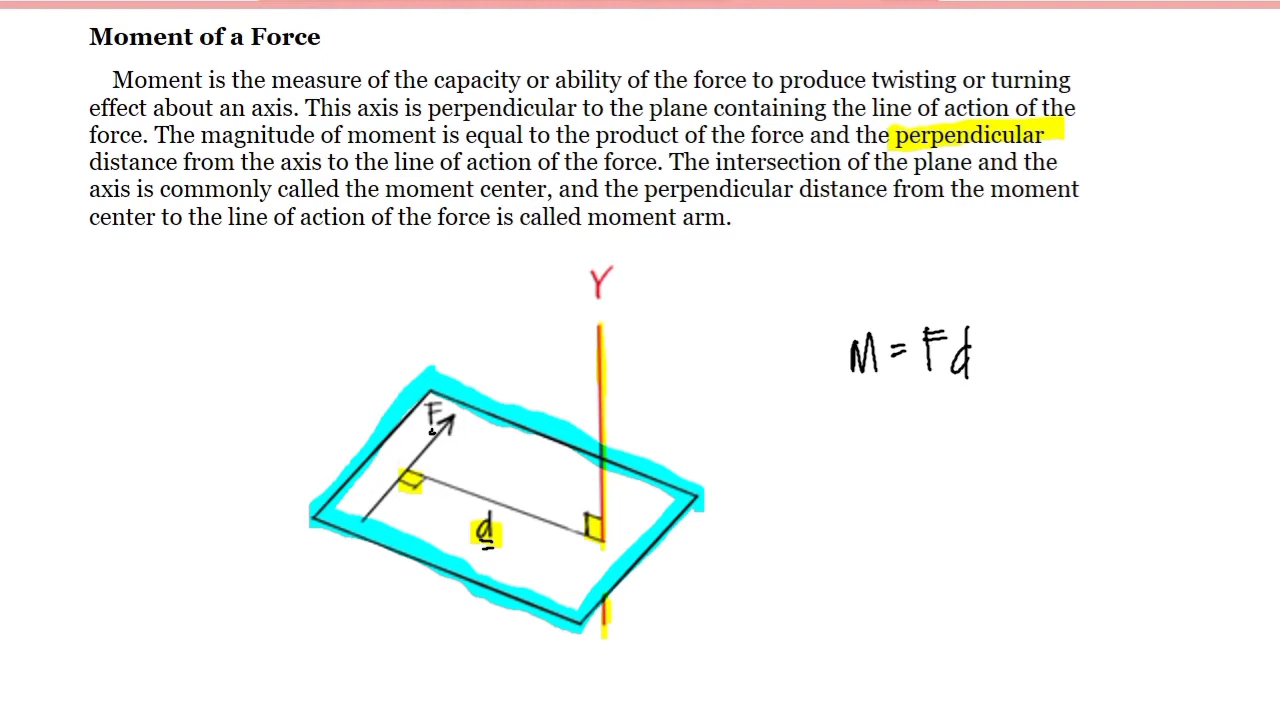 Moment of a Force
Moment is the measure of the capacity or ability of the force to produce twisting or turning
effect about an axis. This axis is perpendicular to the plane containing the line of action of the
force. The magnitude of moment is equal to the product of the force and the perpendicular
distance from the axis to the line of action of the force. The intersection of the plane and the
axis is commonly called the moment center, and the perpendicular distance from the moment
center to the line of action of the force is called moment arm.
Y
M = Fd
F
d